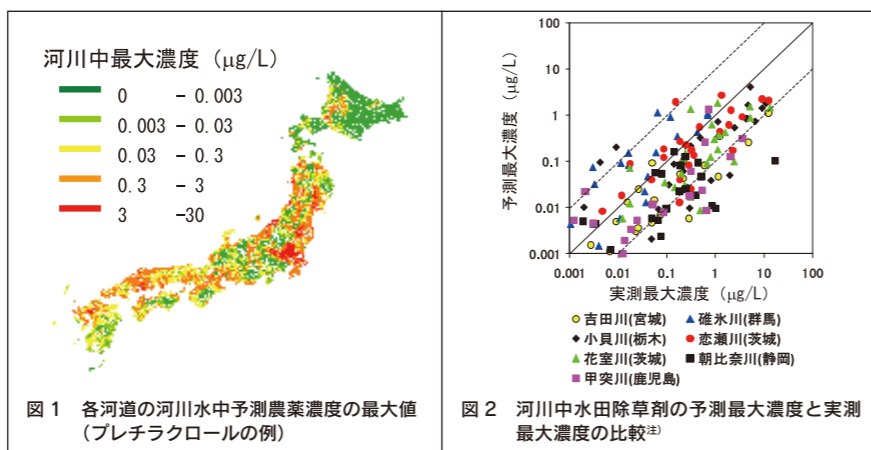 河川中最大濃度（μg/L）
0 －0.003
0.003 －0.03
0.03 －0.3
0.3 －3
3 －30
図1 各河道の河川水中予測農薬濃度の最大値
（プレチラクロールの例）
予測最大濃度（μg/L）
100
10
1
0.1
0.01
0.001
0.001 0.01 0.1 1 10 100
実測最大濃度（μg/L）
吉田川(宮城) 碓氷川(群馬)
小貝川(栃木) 恋瀬川(茨城)
花室川(茨城) 朝比奈川(静岡)
甲突川(鹿児島)
図2 河川中水田除草剤の予測最大濃度と実測
最大濃度の比較注）